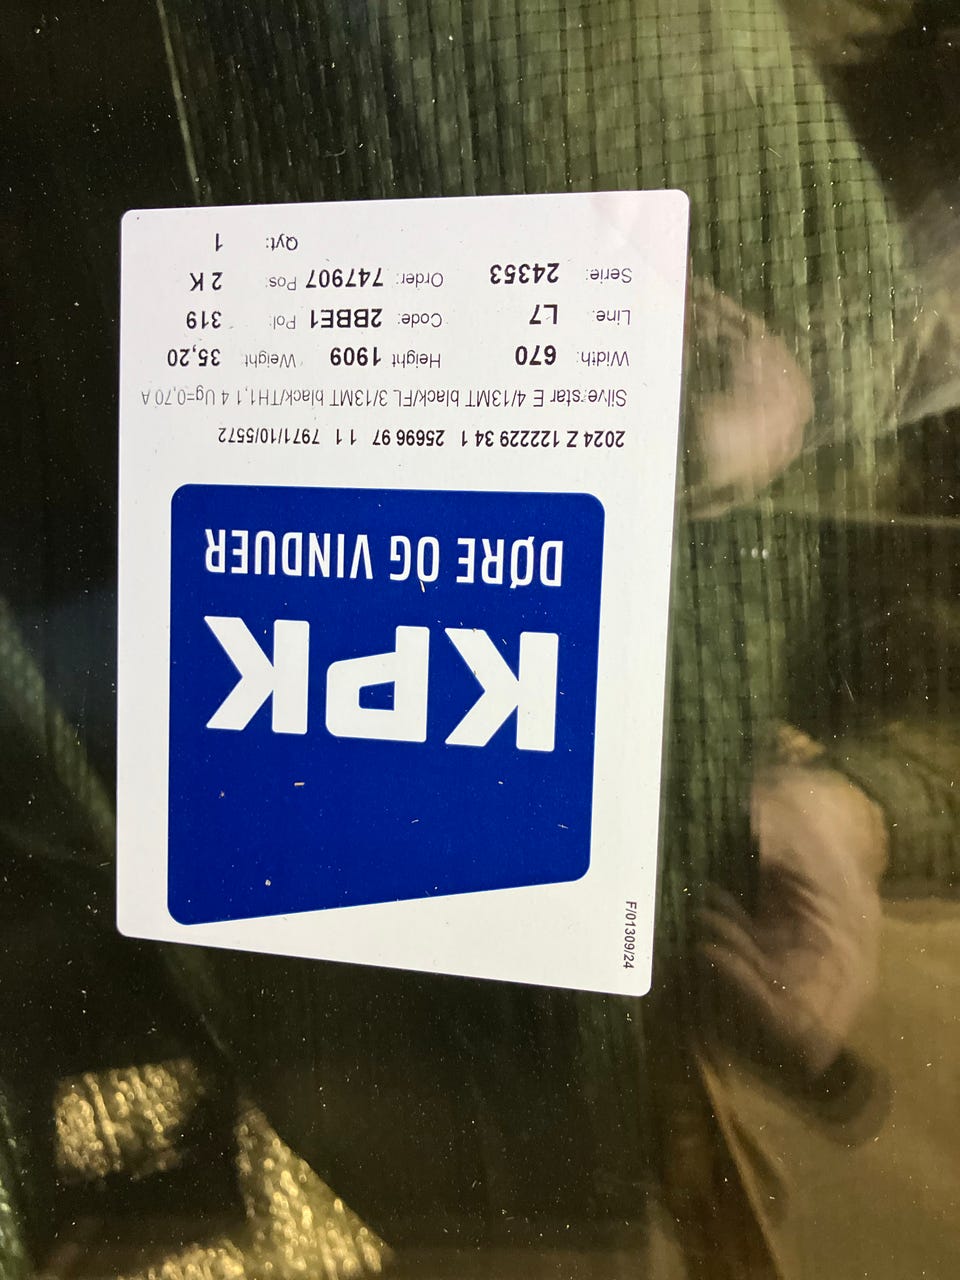 KPK
DØRE OG VINDUER
2024 Z 122229 34 1 25696 97 1 1 7971/10/5572
Silverstar E 4/13MT black/FL 3/13MT black/TH1,1 4 Ug=0,70 A
Width: 670 Height 1909 Weight 35,20
Line: L7 Code: 2BBE1 Pol: 319
Serie: 24353 Order: 747907 Pos: 2 K
Qyt: 1
F/01309/24